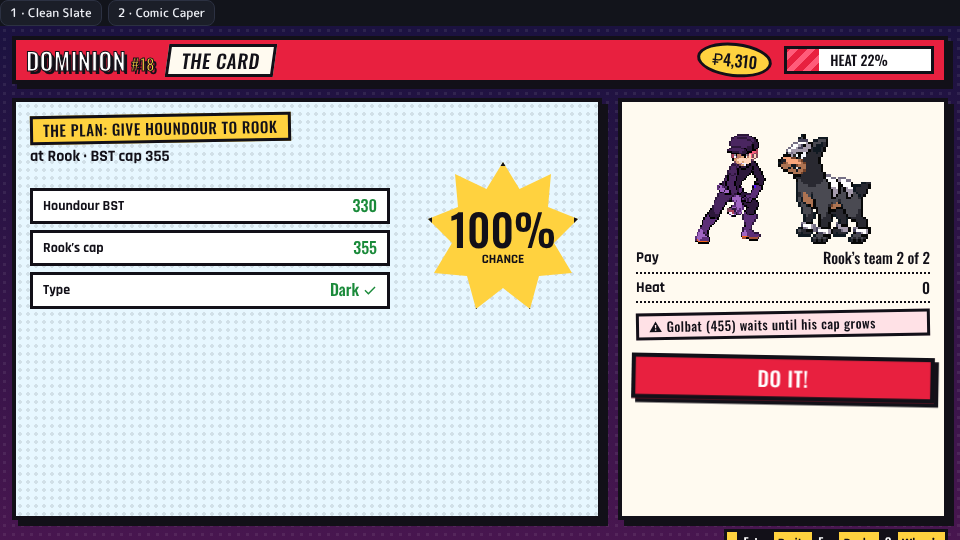 1 · Clean Slate
2 · Comic Caper
DOMINION #18
THE CARD
₽4,310
HEAT 22%
THE PLAN: GIVE HOUNDOUR TO ROOK
at Rook · BST cap 355
Houndour BST 330
Rook's cap 355
Type Dark ✓
100%
CHANCE
Pay Rook's team 2 of 2
Heat 0
⚠ Golbat (455) waits until his cap grows
DO IT!